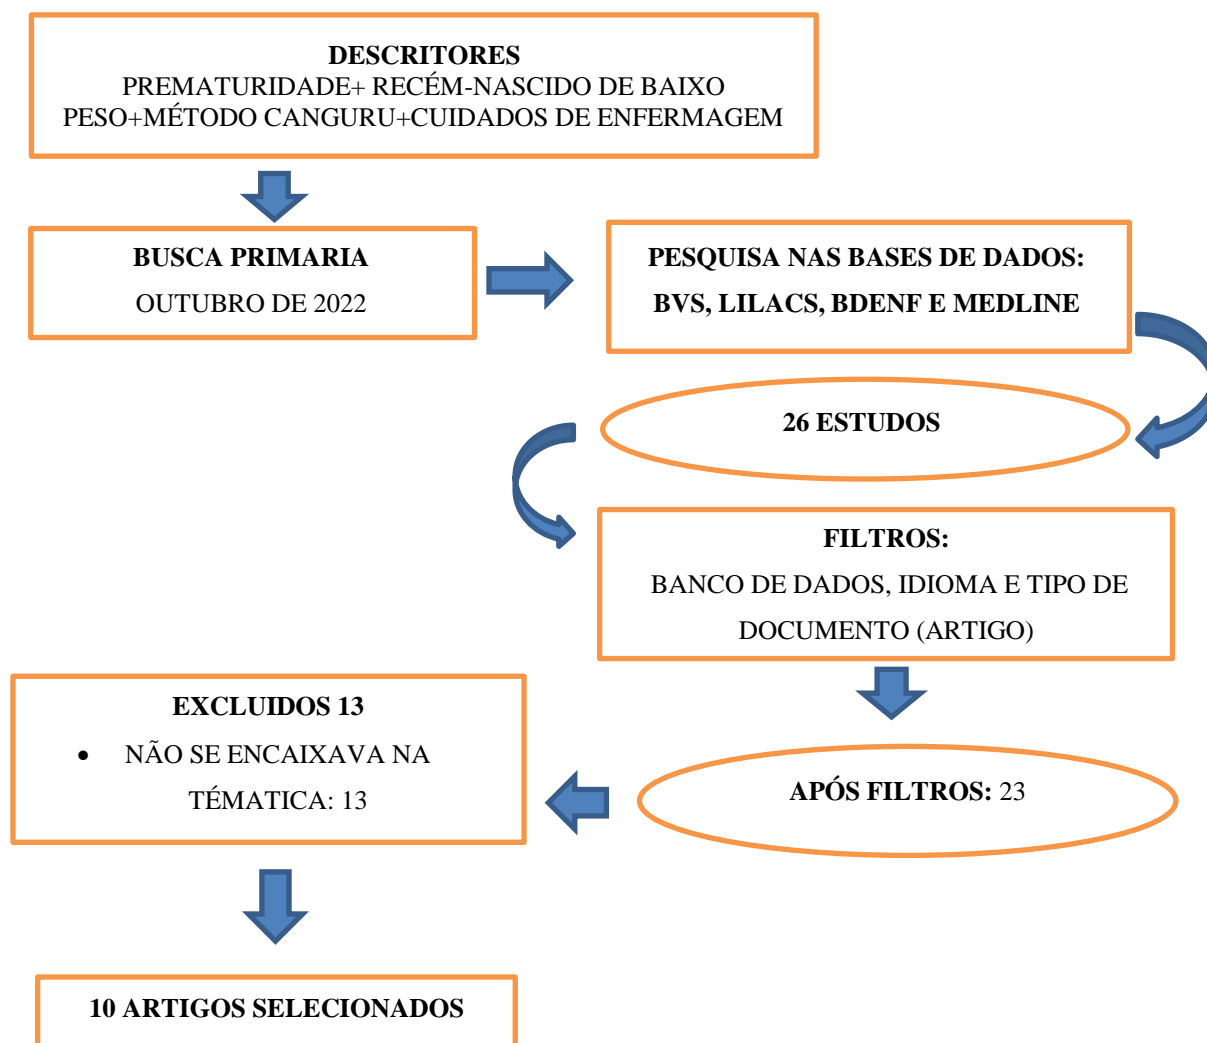 DESCRITORES
PREMATURIDADE+ RECÉM-NASCIDO DE BAIXO
PESO+MÉTODO CANGURU+CUIDADOS DE ENFERMAGEM
BUSCA PRIMARIA
OUTUBRO DE 2022
PESQUISA NAS BASES DE DADOS:
BVS, LILACS, BDENF E MEDLINE
26 ESTUDOS
FILTROS:
BANCO DE DADOS, IDIOMA E TIPO DE
DOCUMENTO (ARTIGO)
APÓS FILTROS: 23
EXCLUIDOS 13
• NÃO SE ENCAIXAVA NA
TÉMATICA: 13
10 ARTIGOS SELECIONADOS